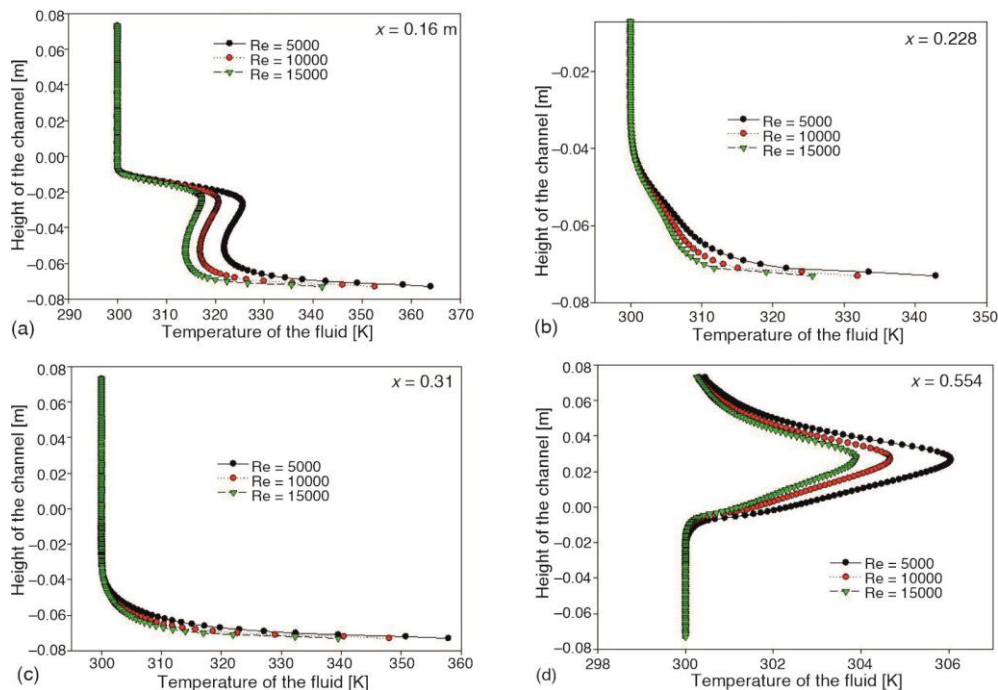 0.08
0.06
0.04
0.02
0.00
–0.02
–0.04
–0.06
–0.08
Height of the channel [m]
x = 0.16 m
Re = 5000
Re = 10000
Re = 15000
290 300 310 320 330 340 350 360 370
(a) Temperature of the fluid [K]
–0.02
–0.04
–0.06
–0.08
Height of the channel [m]
x = 0.228
Re = 5000
Re = 10000
Re = 15000
300 310 320 330 340 350
(b) Temperature of the fluid [K]
0.08
0.06
0.04
0.02
0.00
–0.02
–0.04
–0.06
–0.08
Height of the channel [m]
x = 0.31
Re = 5000
Re = 10000
Re = 15000
300 310 320 330 340 350 360
(c) Temperature of the fluid [K]
0.08
0.06
0.04
0.02
0.00
–0.02
–0.04
–0.06
–0.08
Height of the channel [m]
x = 0.554
Re = 5000
Re = 10000
Re = 15000
298 300 302 304 306
(d) Temperature of the fluid [K]